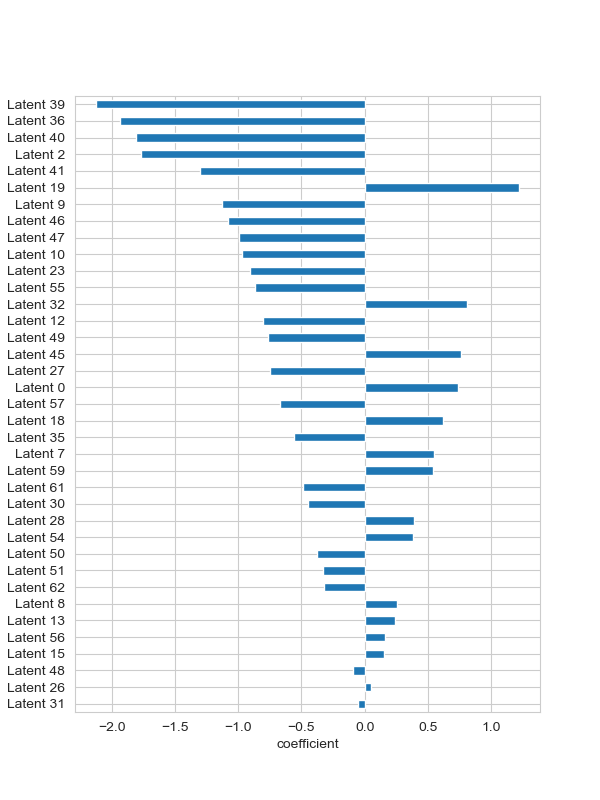 Latent 39
Latent 36
Latent 40
Latent 2
Latent 41
Latent 19
Latent 9
Latent 46
Latent 47
Latent 10
Latent 23
Latent 55
Latent 32
Latent 12
Latent 49
Latent 45
Latent 27
Latent 0
Latent 57
Latent 18
Latent 35
Latent 7
Latent 59
Latent 61
Latent 30
Latent 28
Latent 54
Latent 50
Latent 51
Latent 62
Latent 8
Latent 13
Latent 56
Latent 15
Latent 48
Latent 26
Latent 31
−2.0 −1.5 −1.0 −0.5 0.0 0.5 1.0
coefficient